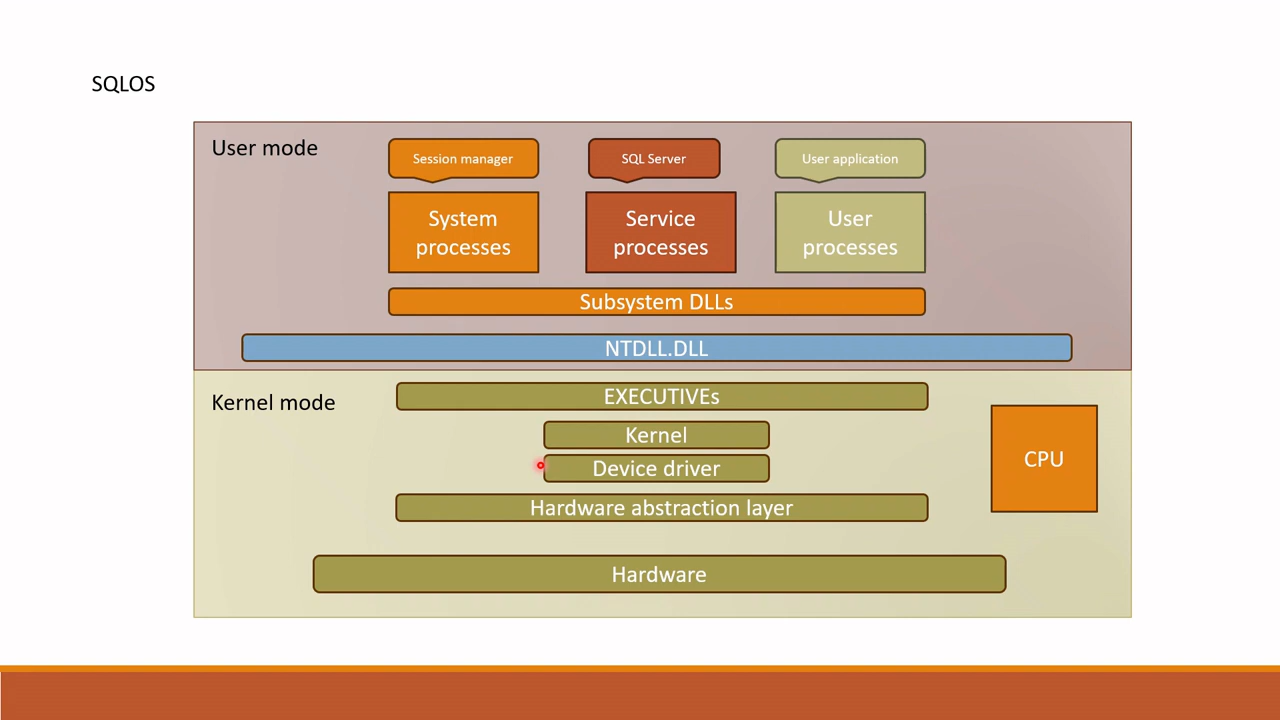 SQLOS
User mode
Session manager
SQL Server
User application
System
processes
Service
processes
User
processes
Subsystem DLLs
NTDLL.DLL
Kernel mode
EXECUTIVEs
Kernel
Device driver
CPU
Hardware abstraction layer
Hardware